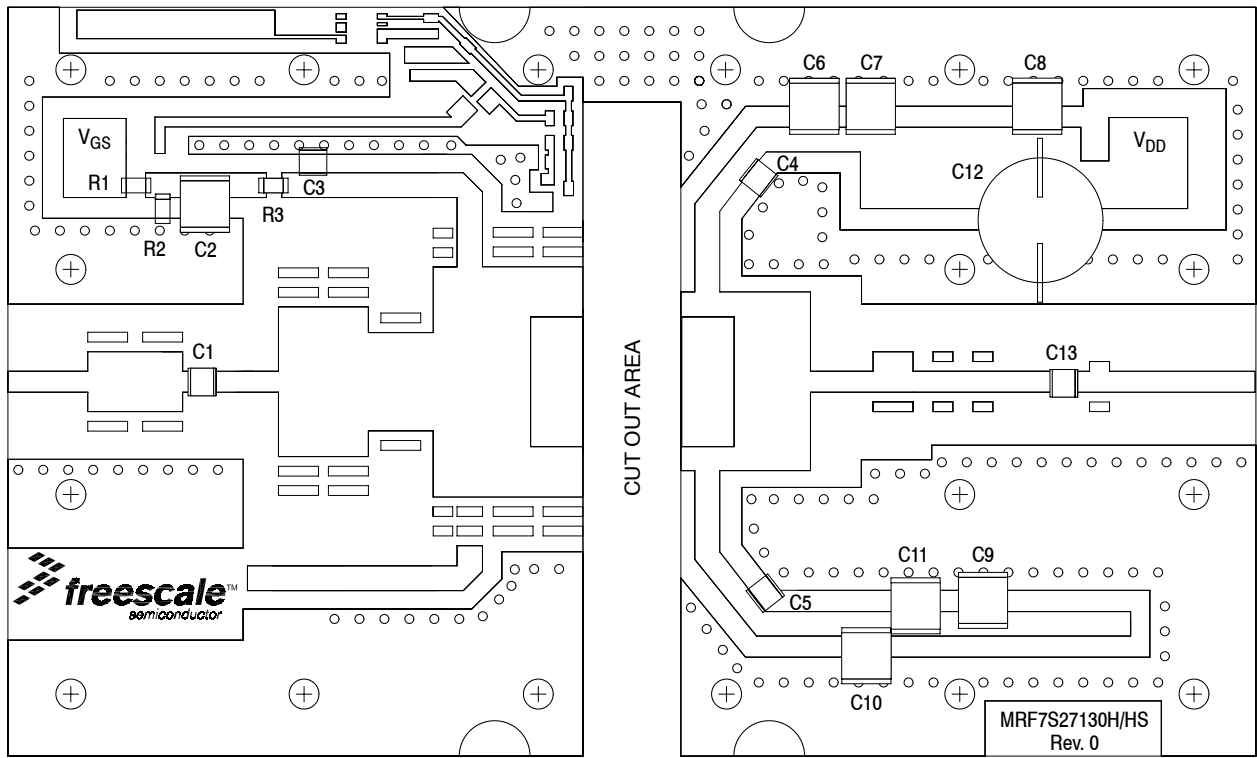 C6
C7
C8
VGS
VDD
C4
C12
R1
C3
R3
R2
C2
C1
C13
CUT OUT AREA
freescale™
semiconductor
C11
C9
C5
C10
MRF7S27130H/HS
Rev. 0